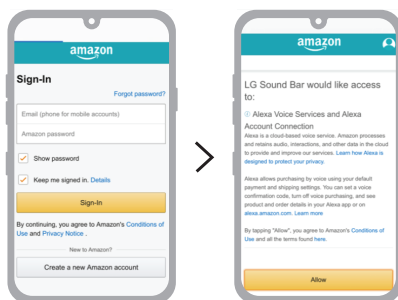 amazon
Sign-In
Forgot password?
Email (phone for mobile accounts)
Amazon password
Show password
Keep me signed in. Details
Sign-In
By continuing, you agree to Amazon's Conditions of
Use and Privacy Notice .
New to Amazon?
Create a new Amazon account
amazon
LG Sound Bar would like access
to:
Alexa Voice Services and Alexa
Account Connection
Alexa is a cloud-based voice service. Amazon processes
and retains audio, interactions, and other data in the cloud
to provide and improve our services. Learn how Alexa is
designed to protect your privacy.
Alexa allows purchasing by voice using your default
payment and shipping settings. You can set a voice
confirmation code, turn off voice purchasing, and see
product and order details in your Alexa app or on
alexa.amazon.com. Learn more
By tapping "Allow", you agree to Amazon's Conditions of
Use and all the terms found here.
Allow